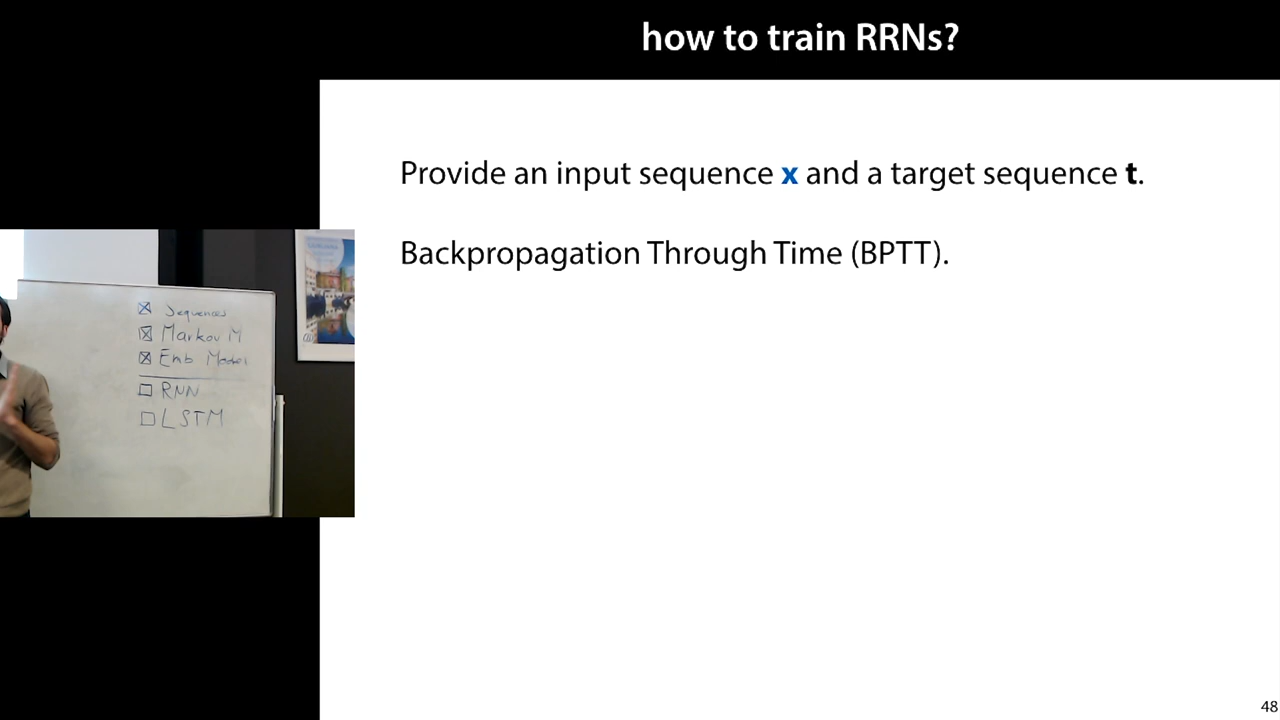 how to train RRNs?
Provide an input sequence x and a target sequence t.
Backpropagation Through Time (BPTT).
Sequences
Markov M
Emb Model
RNN
LSTM
48